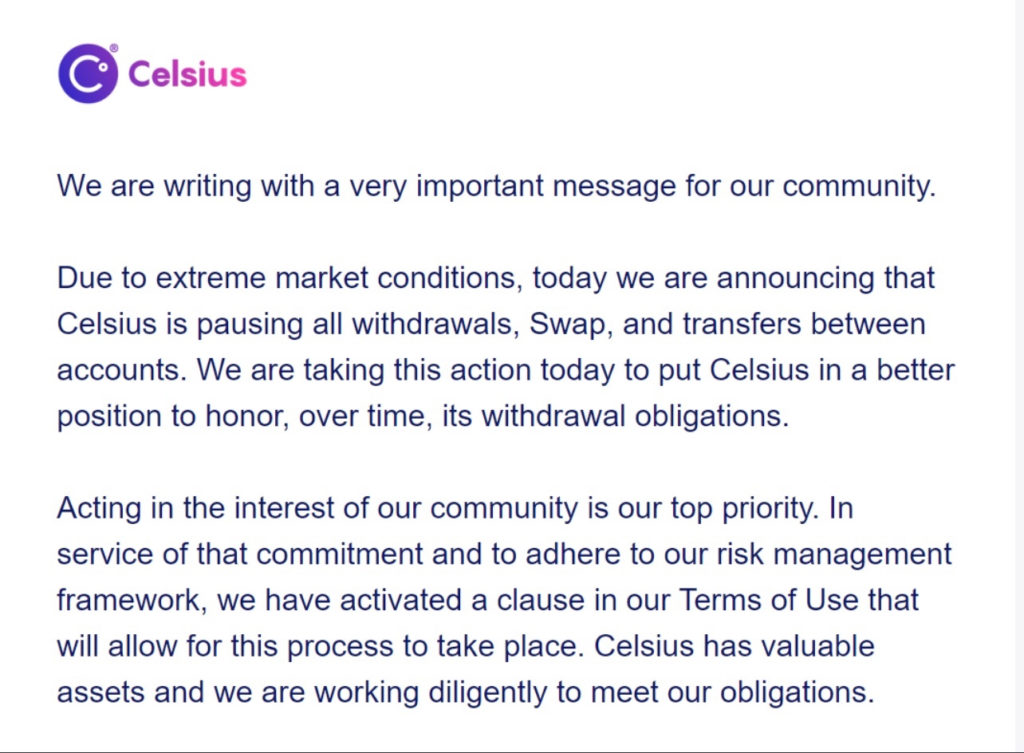 Celsius®
We are writing with a very important message for our community.
Due to extreme market conditions, today we are announcing that
Celsius is pausing all withdrawals, Swap, and transfers between
accounts. We are taking this action today to put Celsius in a better
position to honor, over time, its withdrawal obligations.
Acting in the interest of our community is our top priority. In
service of that commitment and to adhere to our risk management
framework, we have activated a clause in our Terms of Use that
will allow for this process to take place. Celsius has valuable
assets and we are working diligently to meet our obligations.